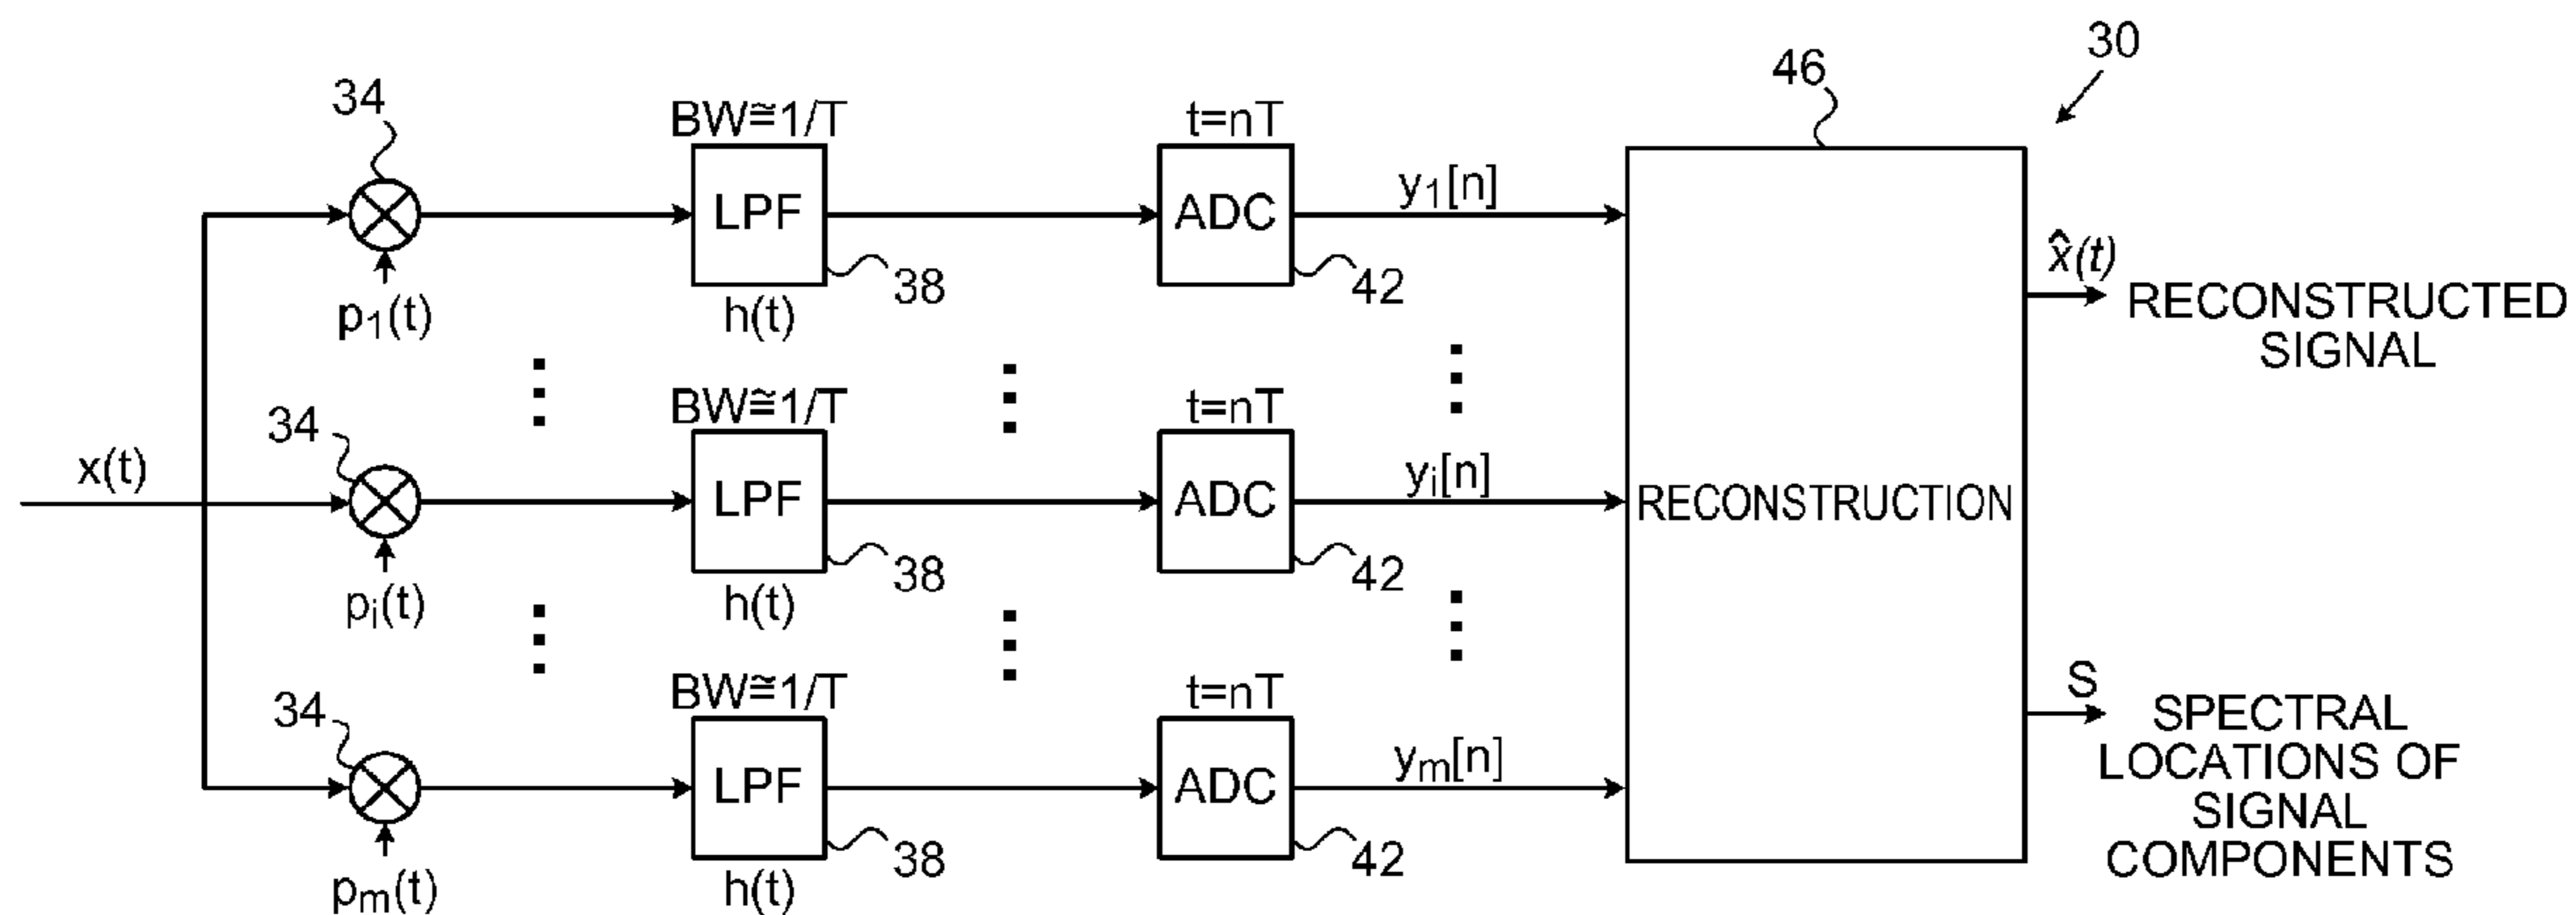 30
34
BW≅1/T
t=nT
46
LPF
ADC
y1[n]
38
42
p1(t)
h(t)
x̂(t)
RECONSTRUCTED
SIGNAL
34
BW≅1/T
t=nT
x(t)
LPF
ADC
yi[n]
RECONSTRUCTION
38
42
pi(t)
h(t)
34
BW≅1/T
t=nT
LPF
ADC
ym[n]
38
42
pm(t)
h(t)
S
SPECTRAL
LOCATIONS OF
SIGNAL
COMPONENTS